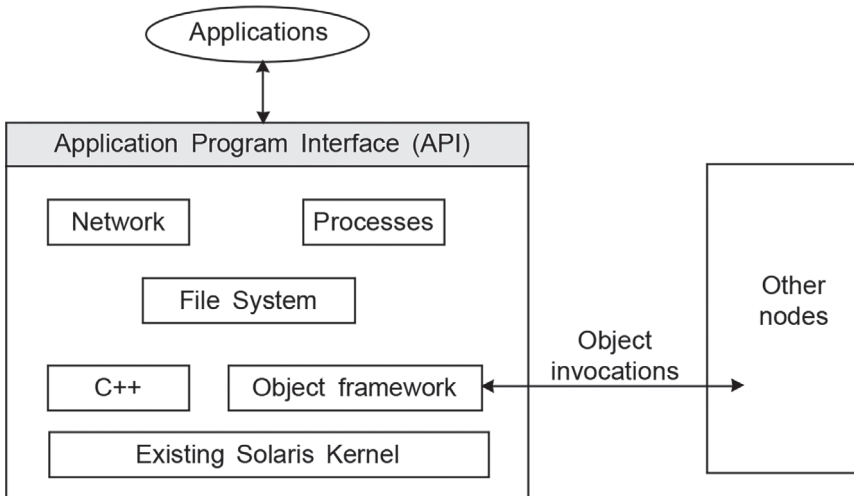 Applications
Application Program Interface (API)
Network
Processes
File System
Other
nodes
Object
invocations
C++
Object framework
Existing Solaris Kernel